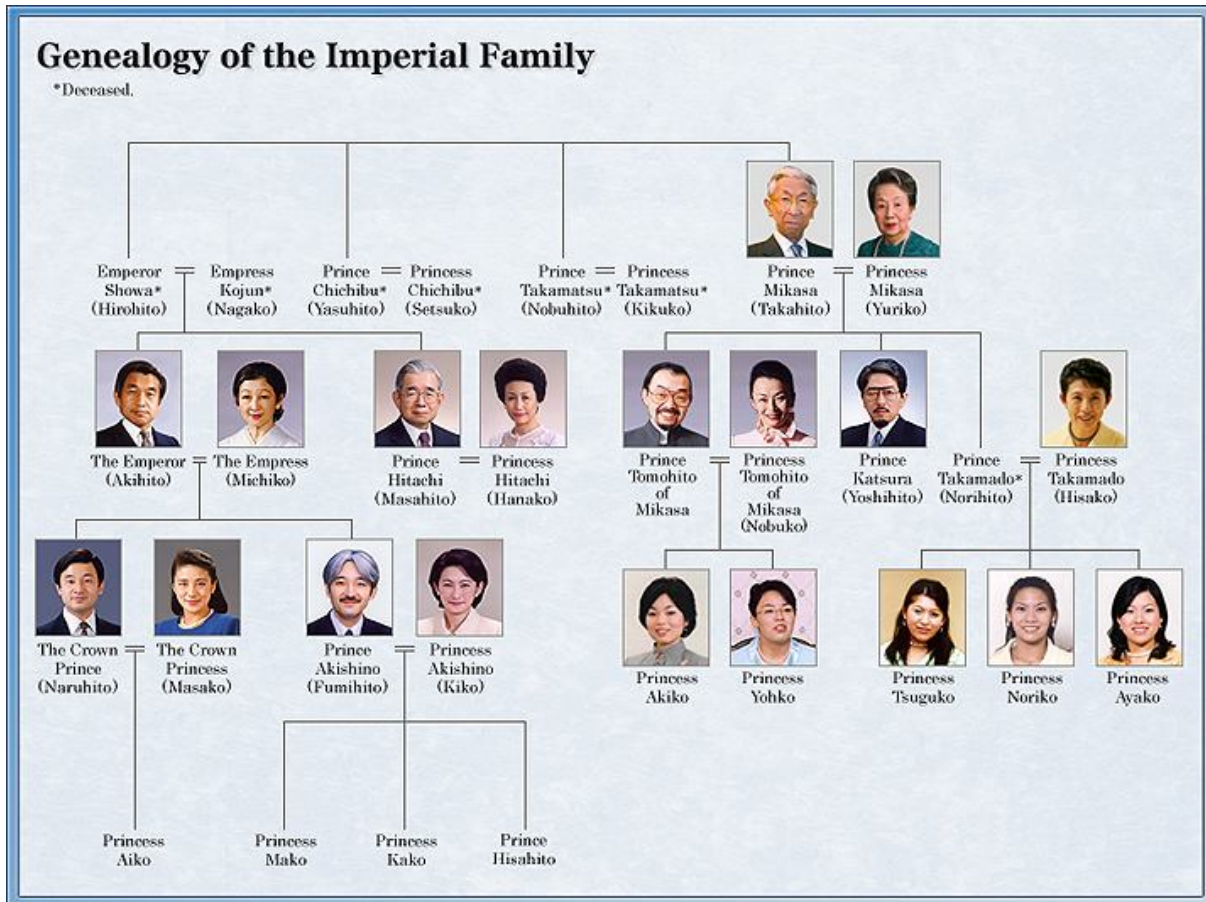 Genealogy of the Imperial Family
*Deceased.
Emperor
Showa*
(Hirohito)
Empress
Kojun*
(Nagako)
Prince
Chichibu*
(Yasuhito)
Princess
Chichibu*
(Setsuko)
Prince
Takamatsu*
(Nobuhito)
Princess
Takamatsu*
(Kikuko)
Prince
Mikasa
(Takahito)
Princess
Mikasa
(Yuriko)
The Emperor
(Akihito)
The Empress
(Michiko)
Prince
Hitachi
(Masahito)
Princess
Hitachi
(Hanako)
Prince
Tomohito
of
Mikasa
Princess
Tomohito
of
Mikasa
(Nobuko)
Prince
Katsura
(Yoshihito)
Prince
Takamado*
(Norihito)
Princess
Takamado
(Hisako)
The Crown
Prince
(Naruhito)
The Crown
Princess
(Masako)
Prince
Akishino
(Fumihito)
Princess
Akishino
(Kiko)
Princess
Akiko
Princess
Yohko
Princess
Tsuguko
Princess
Noriko
Princess
Ayako
Princess
Aiko
Princess
Mako
Princess
Kako
Prince
Hisahito